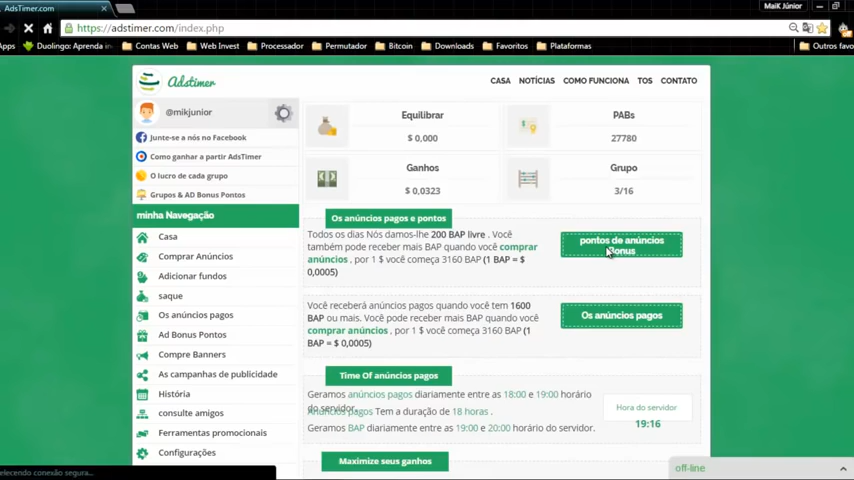 AdsTimer.com
MaiK Júnior
https://adstimer.com/index.php
Apps
Duolingo: Aprenda in
Contas Web
Web Invest
Processador
Permutador
Bitcoin
Downloads
Favoritos
Plataformas
Outros favo
Adstimer
CASA
NOTÍCIAS
COMO FUNCIONA
TOS
CONTATO
@mikjunior
Junte-se a nós no Facebook
Como ganhar a partir AdsTimer
O lucro de cada grupo
Grupos & AD Bonus Pontos
minha Navegação
Casa
Comprar Anúncios
Adicionar fundos
saque
Os anúncios pagos
Ad Bonus Pontos
Compre Banners
As campanhas de publicidade
História
consulte amigos
Ferramentas promocionais
Configurações
Equilibrar
$ 0,000
PABs
27780
Ganhos
$ 0,0323
Grupo
3/16
Os anúncios pagos e pontos
Todos os dias Nós damos-lhe 200 BAP livre . Você
também pode receber mais BAP quando você comprar
anúncios , por 1 $ você começa 3160 BAP (1 BAP = $
0,0005)
pontos de anúncios
Bonus
Você receberá anúncios pagos quando você tem 1600
BAP ou mais. Você pode receber mais BAP quando você
comprar anúncios , por 1 $ você começa 3160 BAP (1
BAP = $ 0,0005)
Os anúncios pagos
Time Of anúncios pagos
Geramos anúncios pagos diariamente entre as 18:00 e 19:00 horário
do servidor.
Anúncios pagos Tem a duração de 18 horas .
Geramos BAP diariamente entre as 19:00 e 20:00 horário do servidor.
Hora do servidor
19:16
Maximize seus ganhos
off-line
elecendo conexão segura...